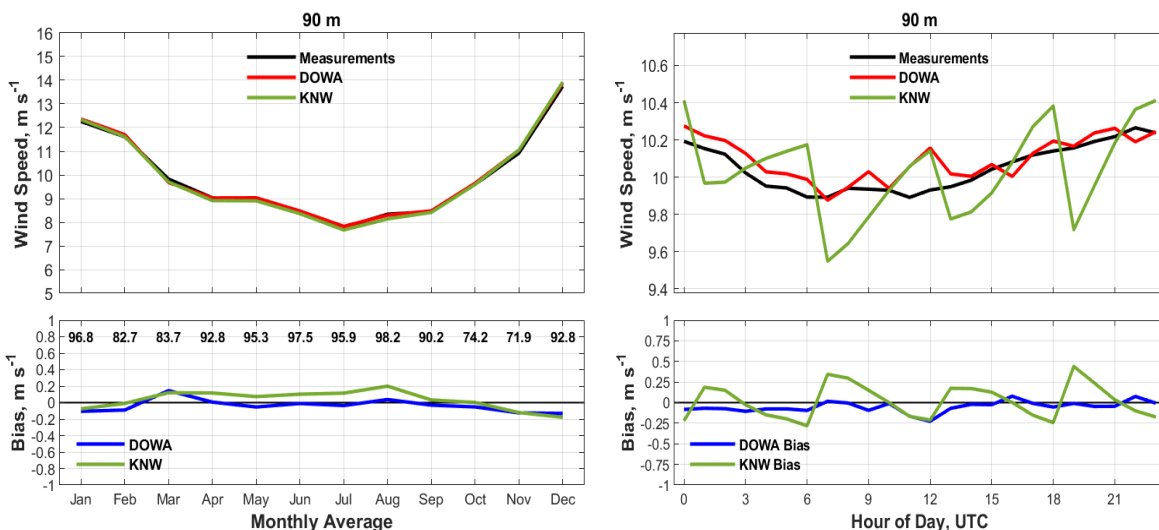 90 m
16
15
14
13
12
11
10
9
8
7
6
5
Wind Speed, m s-1
Measurements
DOWA
KNW
1
0.8
0.6
0.4
0.2
0
-0.2
-0.4
-0.6
-0.8
-1
Bias, m s-1
96.8 82.7 83.7 92.8 95.3 97.5 95.9 98.2 90.2 74.2 71.9 92.8
DOWA
KNW
Jan Feb Mar Apr May Jun Jul Aug Sep Oct Nov Dec
Monthly Average
90 m
10.6
10.4
10.2
10
9.8
9.6
9.4
Wind Speed, m s-1
Measurements
DOWA
KNW
1
0.75
0.5
0.25
0
-0.25
-0.5
-0.75
-1
Bias, m s-1
DOWA Bias
KNW Bias
0 3 6 9 12 15 18 21
Hour of Day, UTC